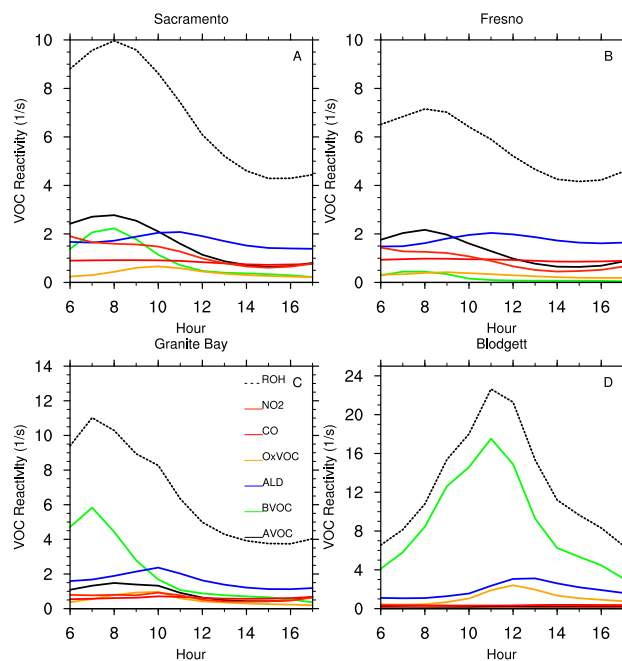 Sacramento
Fresno
10
8
6
4
2
0
VOC Reactivity (1/s)
A
6 8 10 12 14 16
Hour
10
8
6
4
2
0
VOC Reactivity (1/s)
B
6 8 10 12 14 16
Hour
Granite Bay
Blodgett
14
12
10
8
6
4
2
0
VOC Reactivity (1/s)
C
ROH
NO2
CO
OxVOC
ALD
BVOC
AVOC
6 8 10 12 14 16
Hour
24
20
16
12
8
4
0
VOC Reactivity (1/s)
D
6 8 10 12 14 16
Hour